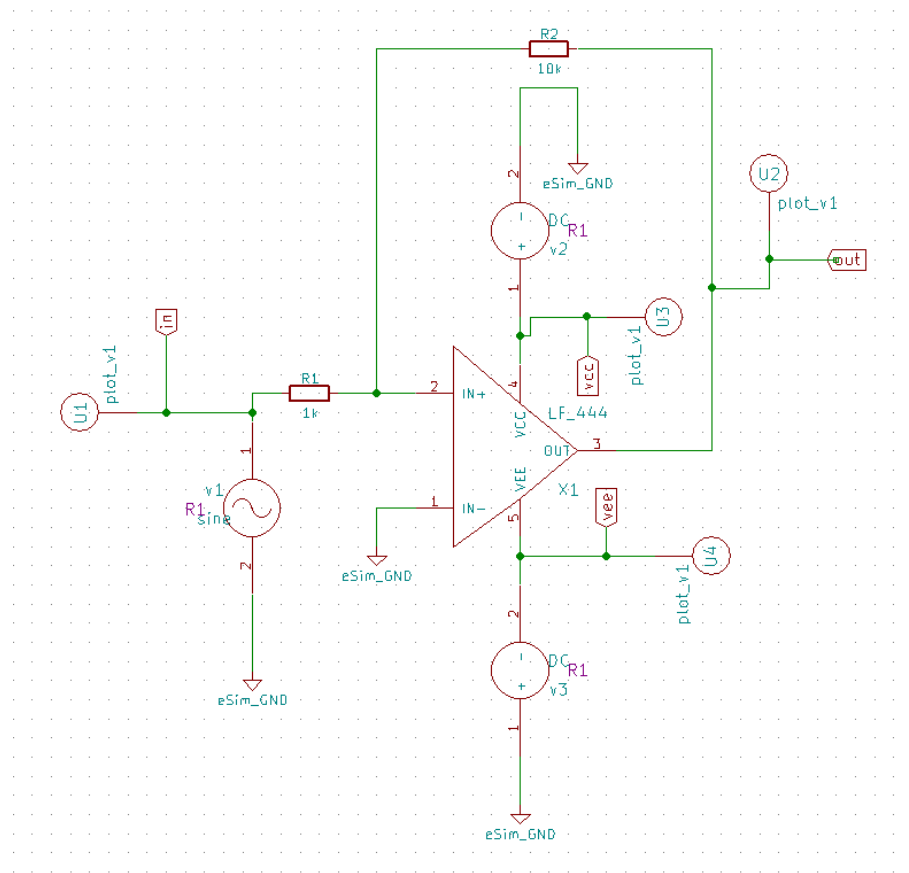 R2
10k
2
eSim_GND
U2
plot_v1
DC
R1
-
+
v2
out
1
in
U3
plot_v1
vcc
plot_v1
U1
R1
1k
2
IN+
4
VCC
LF_444
OUT
3
1
v1
R1
sine
2
VEE
X1
1
IN-
5
vee
eSim_GND
U4
plot_v1
2
DC
R1
-
+
v3
eSim_GND
1
eSim_GND